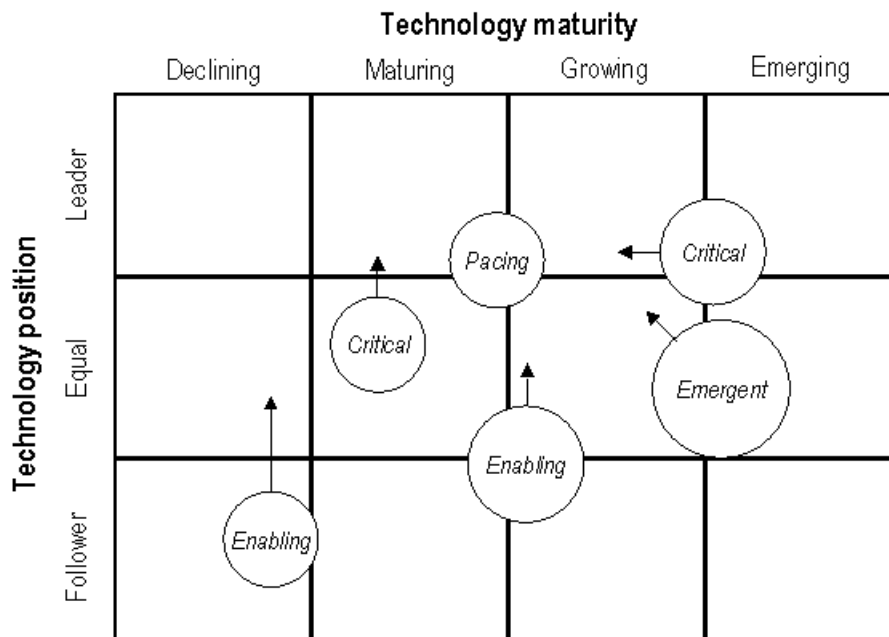 Technology maturity
Declining Maturing Growing Emerging
Technology position
Leader
Equal
Follower
Pacing
Critical
Critical
Emergent
Enabling
Enabling